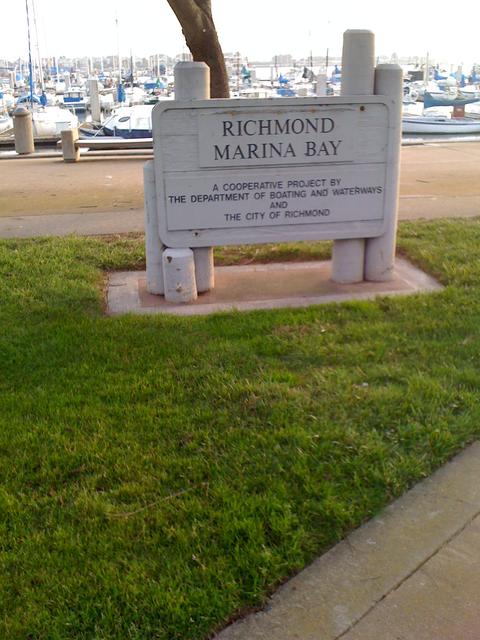 RICHMOND
MARINA BAY
A COOPERATIVE PROJECT BY
THE DEPARTMENT OF BOATING AND WATERWAYS
AND
THE CITY OF RICHMOND